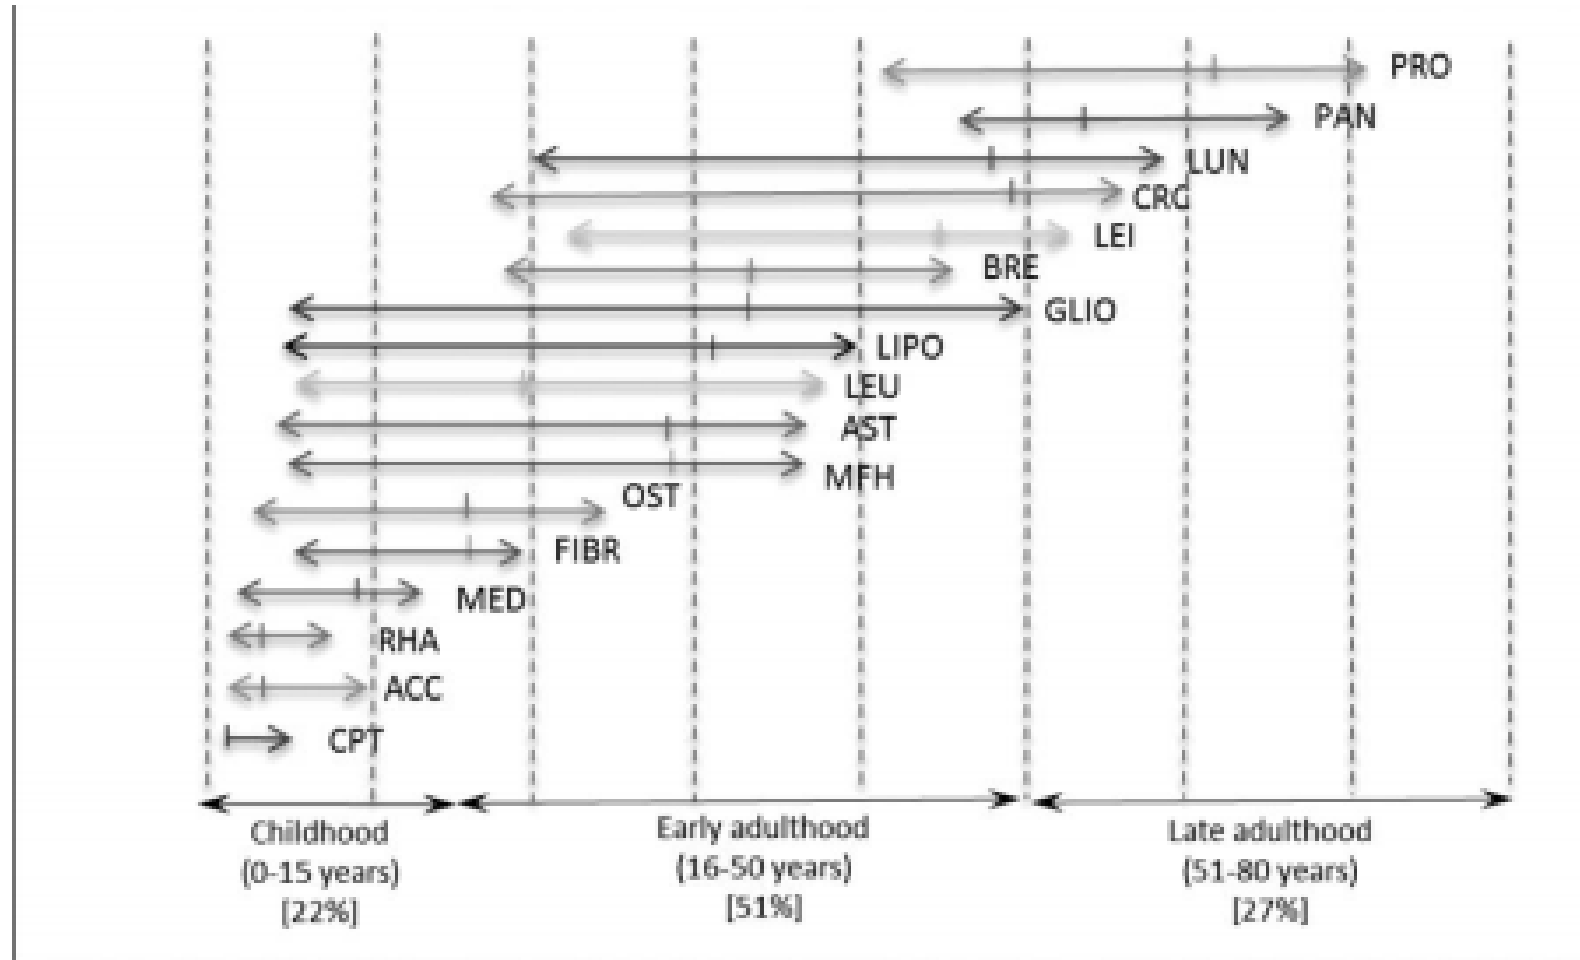 PRO
PAN
LUN
CRC
LEI
BRE
GLIO
LIPO
LEU
AST
MFH
OST
FIBR
MED
RHA
ACC
CPT
Childhood
(0-15 years)
[22%]
Early adulthood
(16-50 years)
[51%]
Late adulthood
(51-80 years)
[27%]